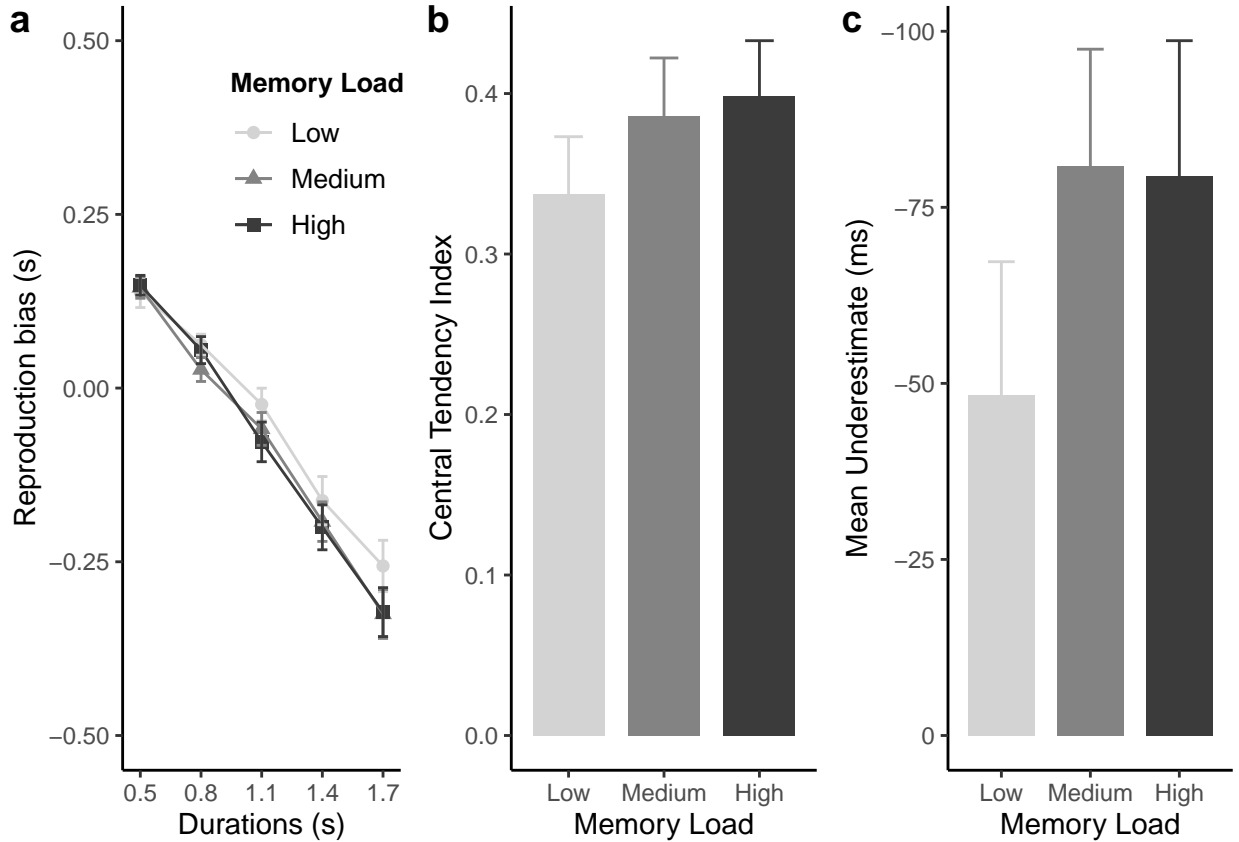 a
0.50
0.25
0.00
−0.25
−0.50
Reproduction bias (s)
Memory Load
Low
Medium
High
0.5 0.8 1.1 1.4 1.7
Durations (s)
b
0.4
0.3
0.2
0.1
0.0
Central Tendency Index
Low Medium High
Memory Load
c
−100
−75
−50
−25
0
Mean Underestimate (ms)
Low Medium High
Memory Load